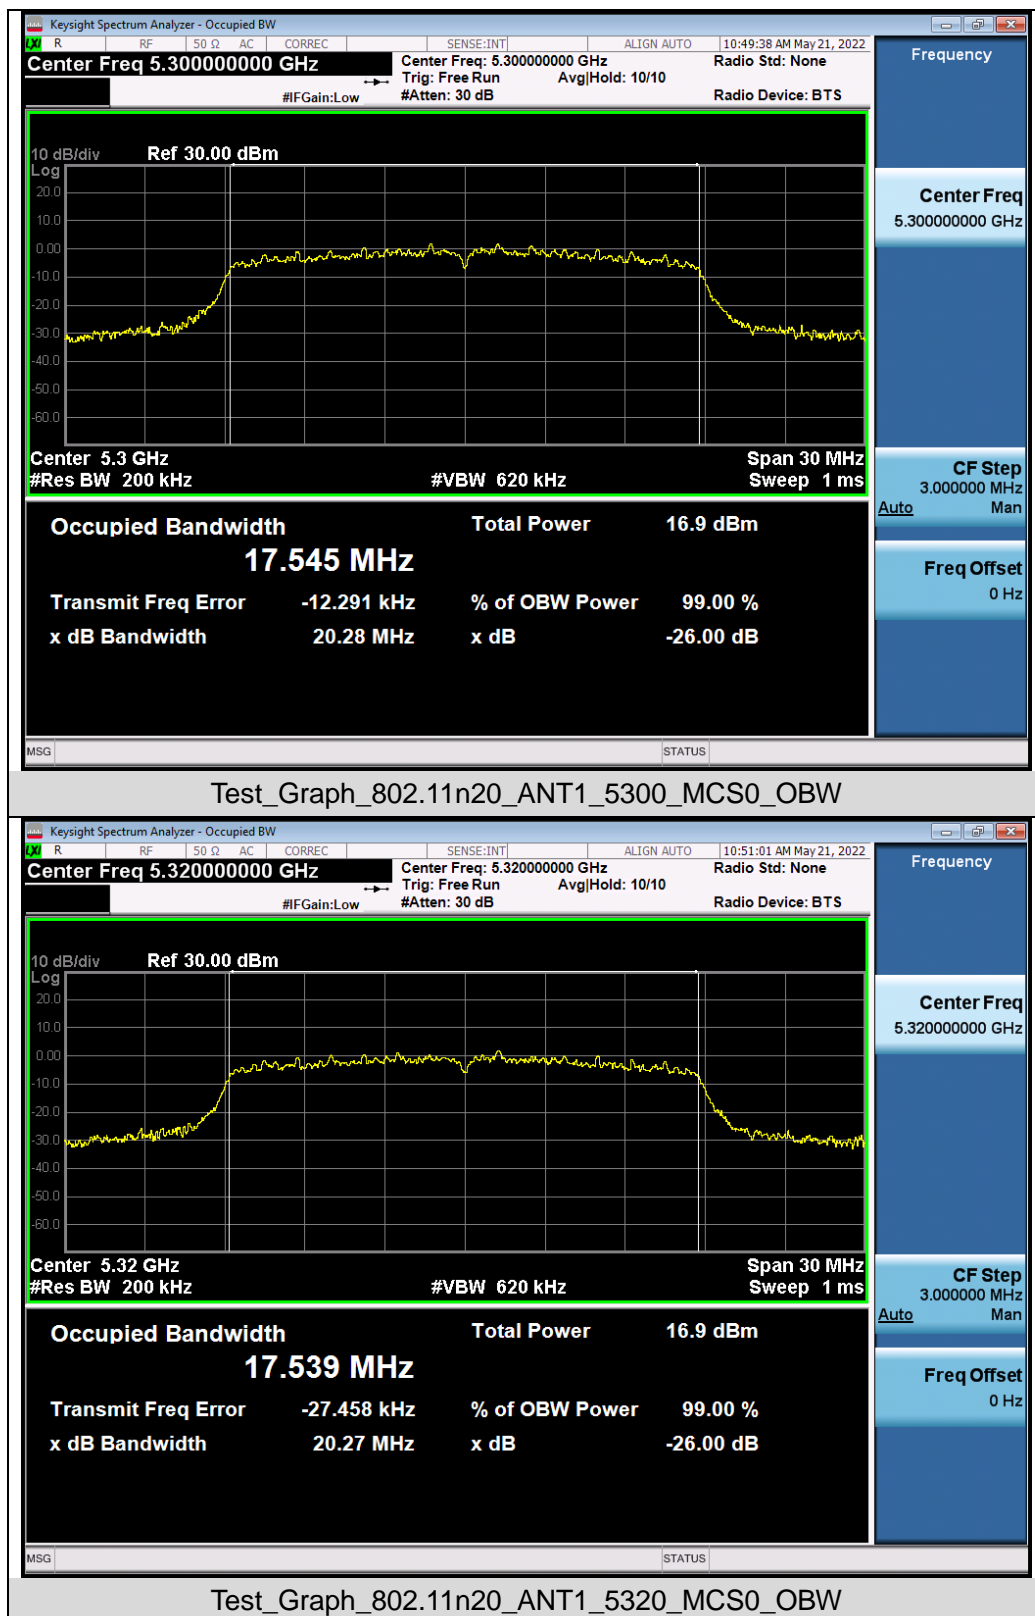 Keysight Spectrum Analyzer - Occupied BW
LXI R RF 50 Ω AC CORREC SENSE:INT ALIGN AUTO 10:49:38 AM May 21, 2022
Center Freq 5.300000000 GHz Center Freq: 5.300000000 GHz Radio Std: None Frequency
Trig: Free Run Avg|Hold: 10/10
#IFGain:Low #Atten: 30 dB Radio Device: BTS
10 dB/div Ref 30.00 dBm
Log
20.0
10.0
0.00
-10.0
-20.0
-30.0
-40.0
-50.0
-60.0
Center 5.3 GHz Span 30 MHz
#Res BW 200 kHz #VBW 620 kHz Sweep 1 ms
Center Freq
5.300000000 GHz
CF Step
3.000000 MHz
Auto Man
Freq Offset
0 Hz
Occupied Bandwidth Total Power 16.9 dBm
17.545 MHz
Transmit Freq Error -12.291 kHz % of OBW Power 99.00 %
x dB Bandwidth 20.28 MHz x dB -26.00 dB
MSG STATUS
Test_Graph_802.11n20_ANT1_5300_MCS0_OBW
Keysight Spectrum Analyzer - Occupied BW
LXI R RF 50 Ω AC CORREC SENSE:INT ALIGN AUTO 10:51:01 AM May 21, 2022
Center Freq 5.320000000 GHz Center Freq: 5.320000000 GHz Radio Std: None Frequency
Trig: Free Run Avg|Hold: 10/10
#IFGain:Low #Atten: 30 dB Radio Device: BTS
10 dB/div Ref 30.00 dBm
Log
20.0
10.0
0.00
-10.0
-20.0
-30.0
-40.0
-50.0
-60.0
Center 5.32 GHz Span 30 MHz
#Res BW 200 kHz #VBW 620 kHz Sweep 1 ms
Center Freq
5.320000000 GHz
CF Step
3.000000 MHz
Auto Man
Freq Offset
0 Hz
Occupied Bandwidth Total Power 16.9 dBm
17.539 MHz
Transmit Freq Error -27.458 kHz % of OBW Power 99.00 %
x dB Bandwidth 20.27 MHz x dB -26.00 dB
MSG STATUS
Test_Graph_802.11n20_ANT1_5320_MCS0_OBW